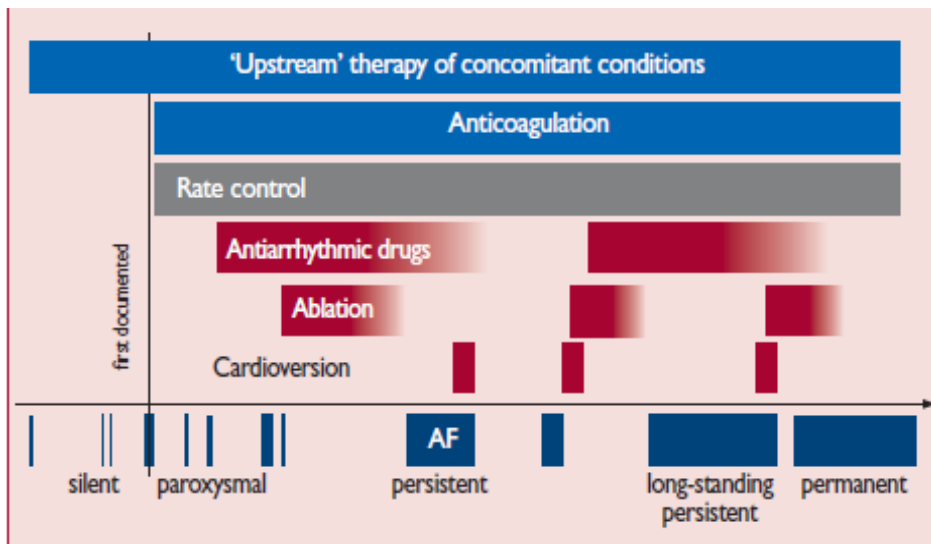 ‘Upstream’ therapy of concomitant conditions
Anticoagulation
Rate control
Antiarrhythmic drugs
Ablation
Cardioversion
first documented
AF
silent
paroxysmal
persistent
long-standing
persistent
permanent